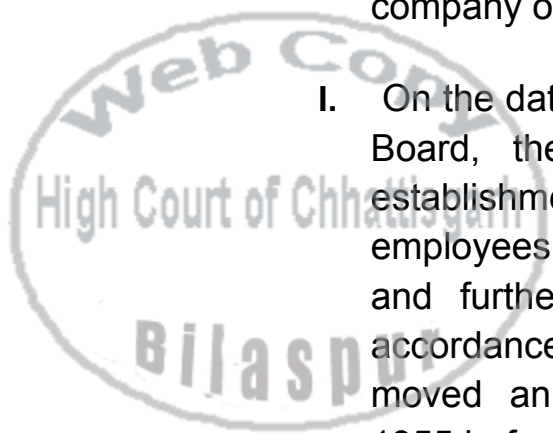 company o
Web Copy
I. On the dat
Board, the
High Court of Chhattisgarh
establishme
employees
and furthe
Bilaspur
accordance
moved an